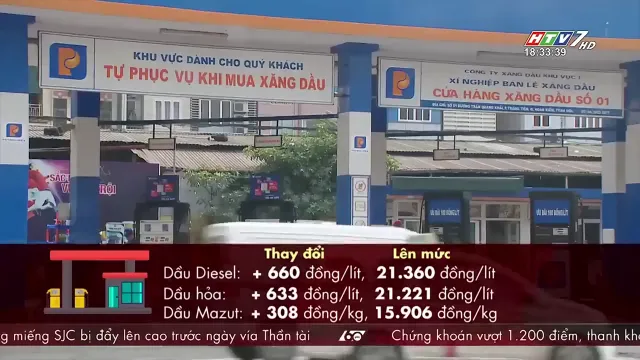 HTV7 HD
18:33:39
KHU VỰC DÀNH CHO QUÝ KHÁCH
TỰ PHỤC VỤ KHI MUA XĂNG DẦU
CÔNG TY XĂNG DẦU KHU VỰC I
XÍ NGHIỆP BÁN LẺ XĂNG DẦU
CỬA HÀNG XĂNG DẦU SỐ 01
Thay đổi Lên mức
Dầu Diesel: + 660 đồng/lít, 21.360 đồng/lít
Dầu hỏa: + 633 đồng/lít, 21.221 đồng/lít
Dầu Mazut: + 308 đồng/kg, 15.906 đồng/kg
g miếng SJC bị đẩy lên cao trước ngày vía Thần tài 60 Chứng khoán vượt 1.200 điểm, thanh kh